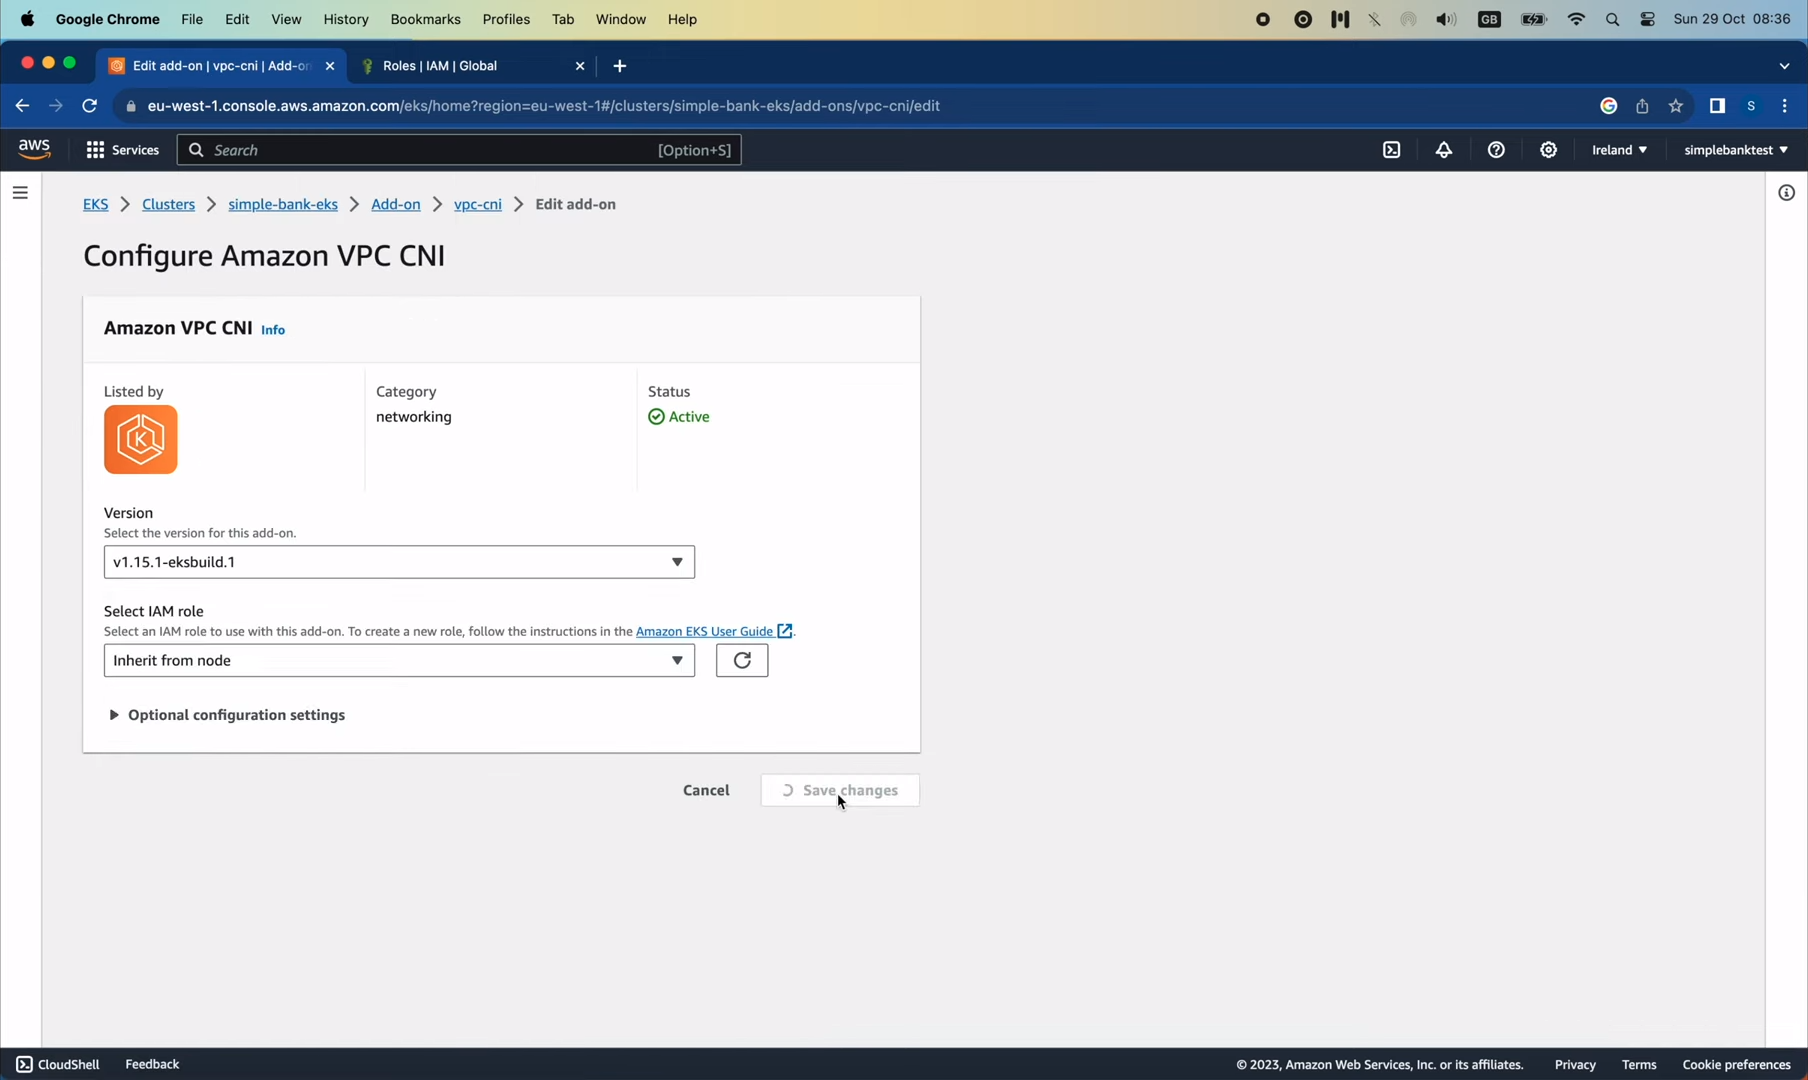 Google Chrome File Edit View History Bookmarks Profiles Tab Window Help GB Sun 29 Oct 08:36
Edit add-on | vpc-cni | Add-on Roles | IAM | Global
eu-west-1.console.aws.amazon.com/eks/home?region=eu-west-1#/clusters/simple-bank-eks/add-ons/vpc-cni/edit G S
aws Services Search [Option+S] Ireland simplebanktest
EKS Clusters simple-bank-eks Add-on vpc-cni Edit add-on
Configure Amazon VPC CNI
Amazon VPC CNI Info
Listed by Category Status
networking Active
K
Version
Select the version for this add-on.
v1.15.1-eksbuild.1
Select IAM role
Select an IAM role to use with this add-on. To create a new role, follow the instructions in the Amazon EKS User Guide.
Inherit from node
Optional configuration settings
Cancel Save changes
CloudShell Feedback © 2023, Amazon Web Services, Inc. or its affiliates. Privacy Terms Cookie preferences